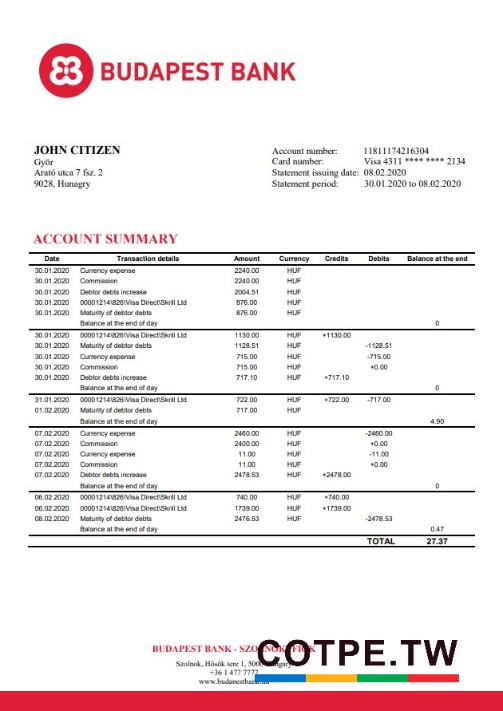 BUDAPEST BANK
JOHN CITIZEN
Győr
Arató utca 7 fsz. 2
9028, Hunagry
Account number: 11811174216304
Card number: Visa 4311 **** **** 2134
Statement issuing date: 08.02.2020
Statement period: 30.01.2020 to 08.02.2020
ACCOUNT SUMMARY
Date Transaction details Amount Currency Credits Debits Balance at the end
30.01.2020 Currency expense 2240.00 HUF
30.01.2020 Commission 2240.00 HUF
30.01.2020 Debtor debts increase 2004.51 HUF
30.01.2020 00001214\826\Visa Direct\Skrill Ltd 876.00 HUF
30.01.2020 Maturity of debtor debts 876.00 HUF
Balance at the end of day 0
30.01.2020 00001214\826\Visa Direct\Skrill Ltd 1130.00 HUF +1130.00
30.01.2020 Maturity of debtor debts 1128.51 HUF -1128.51
30.01.2020 Currency expense 715.00 HUF -715.00
30.01.2020 Commission 715.00 HUF +0.00
30.01.2020 Debtor debts increase 717.10 HUF +717.10
Balance at the end of day 0
31.01.2020 00001214\826\Visa Direct\Skrill Ltd 722.00 HUF +722.00 -717.00
01.02.2020 Maturity of debtor debts 717.00 HUF
Balance at the end of day 4.90
07.02.2020 Currency expense 2460.00 HUF -2460.00
07.02.2020 Commission 2400.00 HUF +0.00
07.02.2020 Currency expense 11.00 HUF -11.00
07.02.2020 Commission 11.00 HUF +0.00
07.02.2020 Debtor debts increase 2478.53 HUF +2478.00
Balance at the end of day 0
06.02.2020 00001214\826\Visa Direct\Skrill Ltd 740.00 HUF +740.00
06.02.2020 00001214\826\Visa Direct\Skrill Ltd 1739.00 HUF +1739.00
08.02.2020 Maturity of debtor debts 2476.53 HUF -2478.53
Balance at the end of day 0.47
TOTAL 27.37
BUDAPEST BANK - SZOLNOK
COTPE.TW
Szolnok, Hősök tere 1,
+36 1 477 7777
www.budapestbank.hu